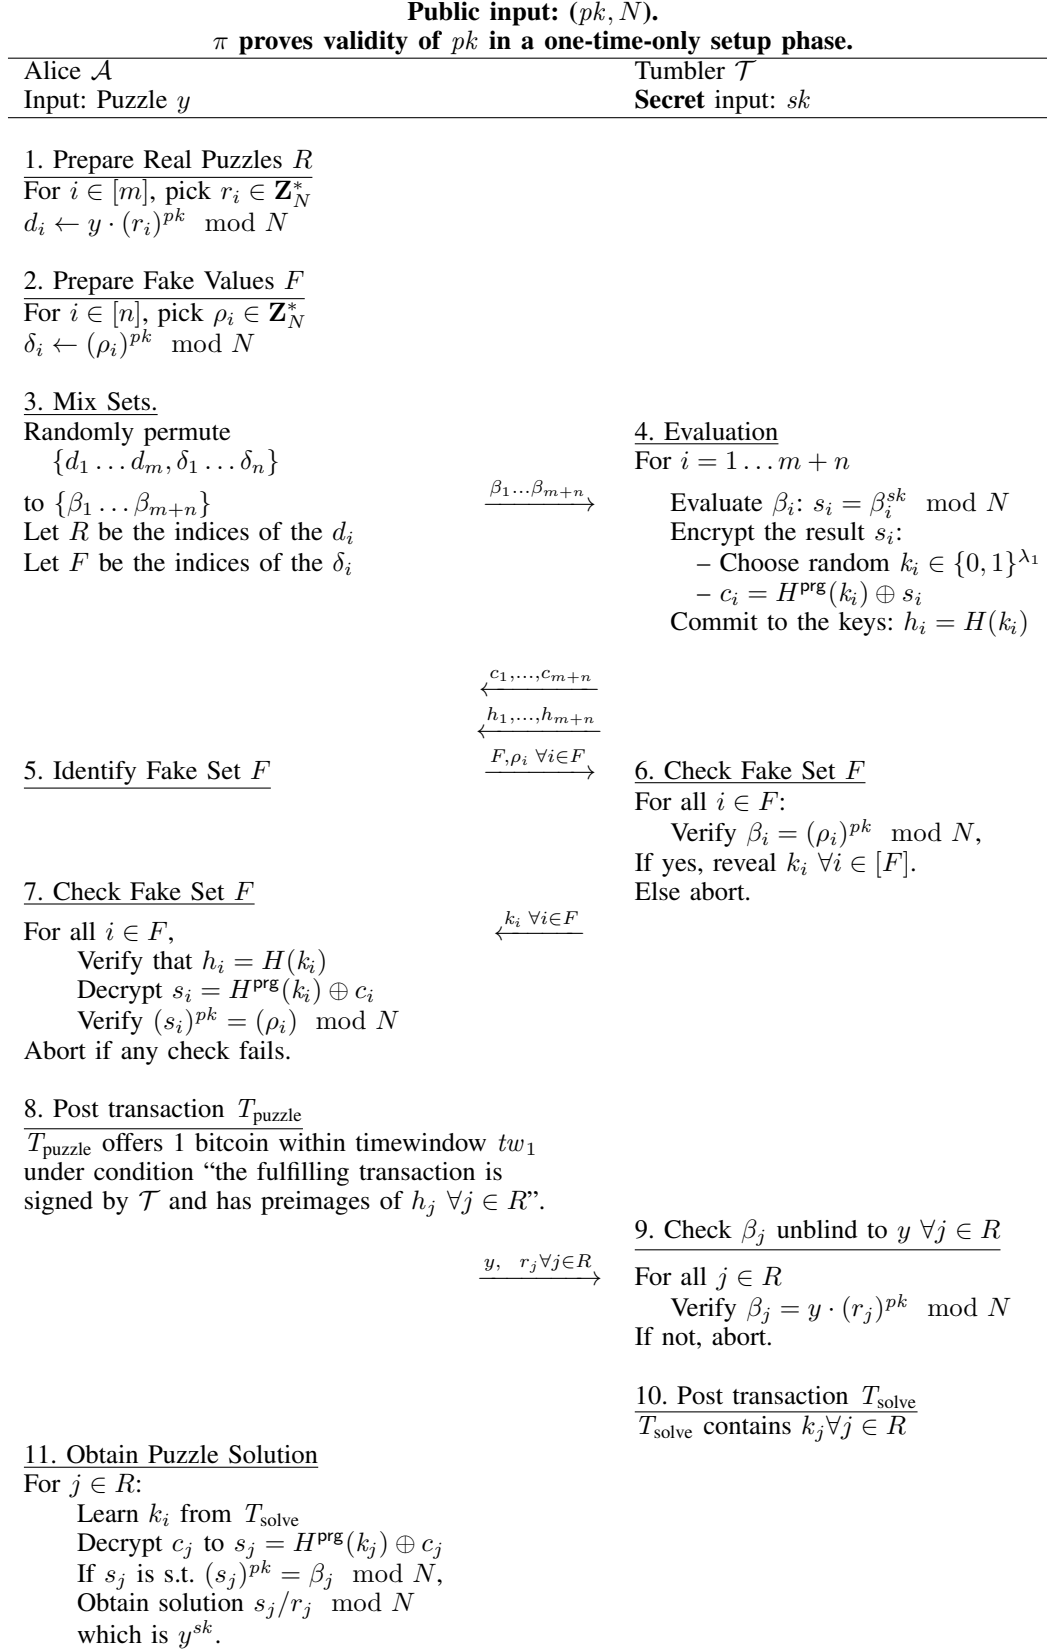 Public input: (pk, N).
π proves validity of pk in a one-time-only setup phase.
Alice 𝒜
Input: Puzzle y
Tumbler 𝒯
Secret input: sk
1. Prepare Real Puzzles R
For i ∈ [m], pick r_i ∈ Z*_N
d_i ← y · (r_i)^{pk} mod N
2. Prepare Fake Values F
For i ∈ [n], pick ρ_i ∈ Z*_N
δ_i ← (ρ_i)^{pk} mod N
3. Mix Sets.
Randomly permute
{d_1 … d_m, δ_1 … δ_n}
to {β_1 … β_{m+n}}
Let R be the indices of the d_i
Let F be the indices of the δ_i
β_1…β_{m+n}
⟶
4. Evaluation
For i = 1 … m + n
Evaluate β_i: s_i = β_i^{sk} mod N
Encrypt the result s_i:
– Choose random k_i ∈ {0, 1}^{λ_1}
– c_i = H^{prg}(k_i) ⊕ s_i
Commit to the keys: h_i = H(k_i)
c_1,…,c_{m+n}
⟵
h_1,…,h_{m+n}
⟵
5. Identify Fake Set F
F,ρ_i ∀i∈F
⟶
6. Check Fake Set F
For all i ∈ F:
Verify β_i = (ρ_i)^{pk} mod N,
If yes, reveal k_i ∀i ∈ [F].
Else abort.
7. Check Fake Set F
k_i ∀i∈F
⟵
For all i ∈ F,
Verify that h_i = H(k_i)
Decrypt s_i = H^{prg}(k_i) ⊕ c_i
Verify (s_i)^{pk} = (ρ_i) mod N
Abort if any check fails.
8. Post transaction T_{puzzle}
T_{puzzle} offers 1 bitcoin within timewindow tw_1
under condition “the fulfilling transaction is
signed by 𝒯 and has preimages of h_j ∀j ∈ R”.
y, r_j∀j∈R
⟶
9. Check β_j unblind to y ∀j ∈ R
For all j ∈ R
Verify β_j = y · (r_j)^{pk} mod N
If not, abort.
10. Post transaction T_{solve}
T_{solve} contains k_j∀j ∈ R
11. Obtain Puzzle Solution
For j ∈ R:
Learn k_i from T_{solve}
Decrypt c_j to s_j = H^{prg}(k_j) ⊕ c_j
If s_j is s.t. (s_j)^{pk} = β_j mod N,
Obtain solution s_j/r_j mod N
which is y^{sk}.